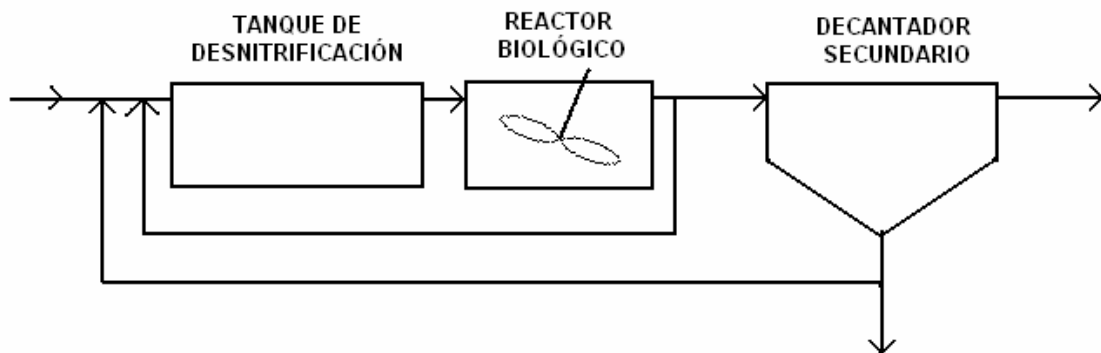 TANQUE DE
DESNITRIFICACIÓN
REACTOR
BIOLÓGICO
DECANTADOR
SECUNDARIO